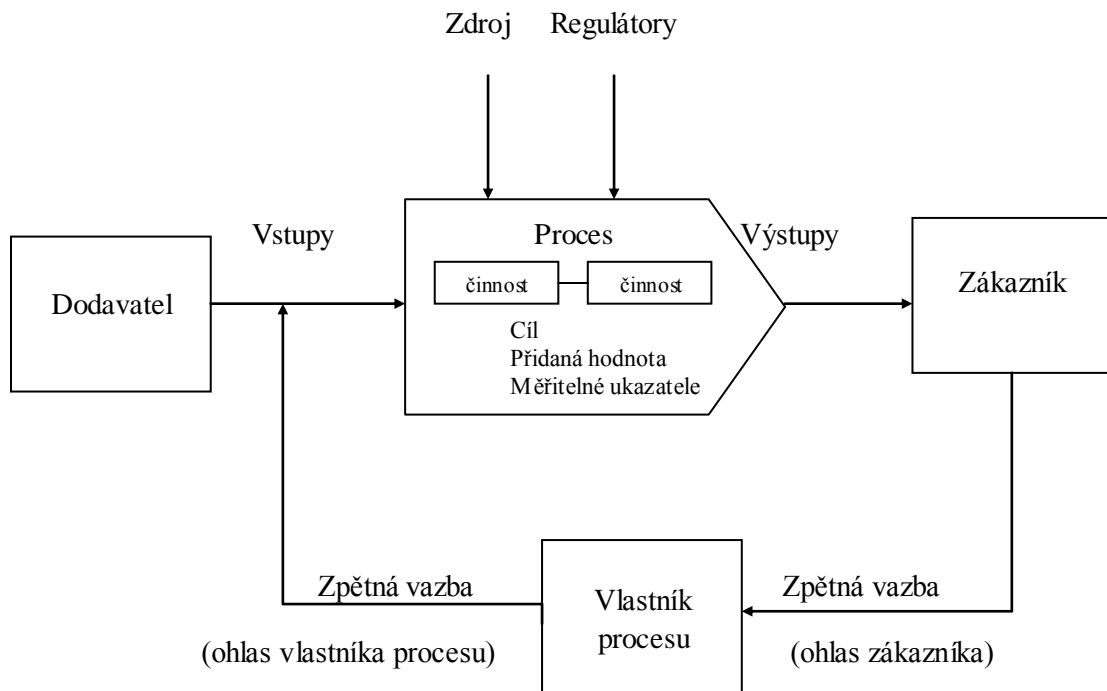 Zdroj Regulátory
Vstupy
Proces
Výstupy
Dodavatel
činnost činnost
Zákazník
Cíl
Přidaná hodnota
Měřitelné ukazatele
Zpětná vazba
(ohlas vlastníka procesu)
Vlastník
procesu
Zpětná vazba
(ohlas zákazníka)